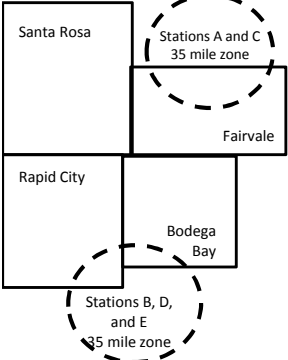 Santa Rosa
Stations A and C
35 mile zone
Fairvale
Rapid City
Bodega
Bay
Stations B, D,
and E
35 mile zone